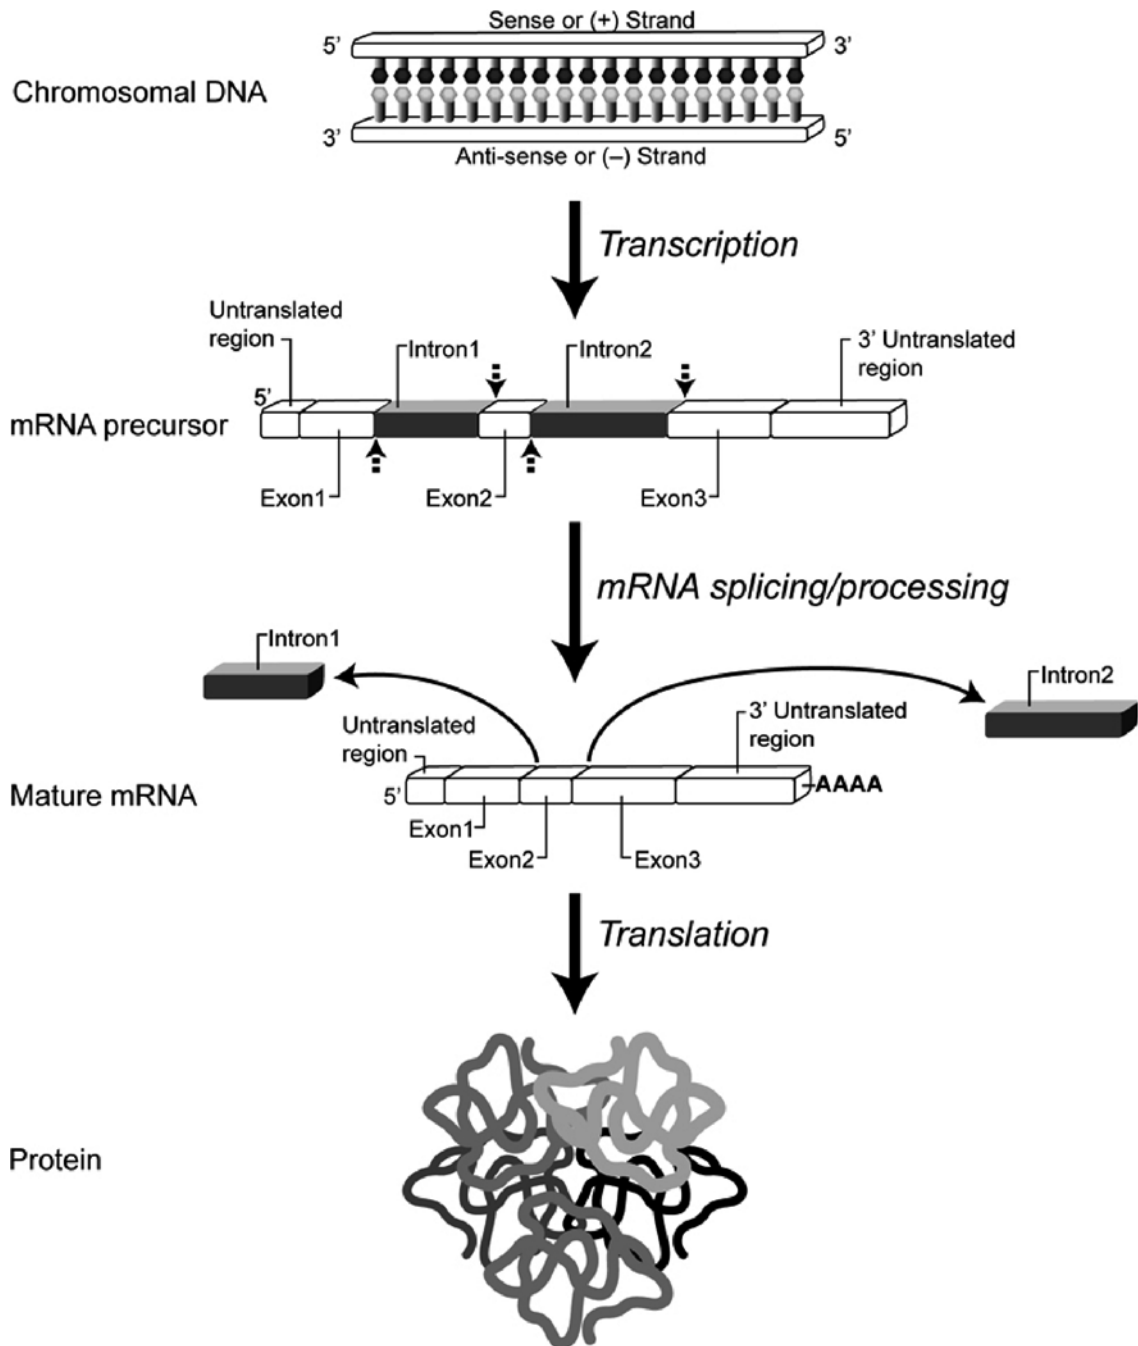 Sense or (+) Strand
5’
3’
Chromosomal DNA
3’
5’
Anti-sense or (–) Strand
Transcription
Untranslated
region
Intron1
Intron2
3’ Untranslated
region
5’
mRNA precursor
Exon1
Exon2
Exon3
mRNA splicing/processing
Intron1
Intron2
Untranslated
region
3’ Untranslated
region
Mature mRNA
5’
AAAA
Exon1
Exon2
Exon3
Translation
Protein